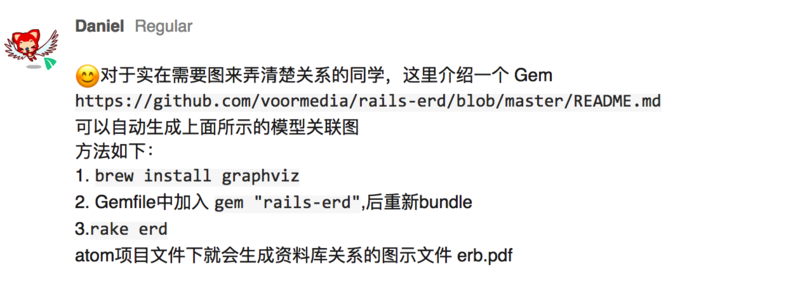 Daniel Regular
😊对于实在需要图来弄清楚关系的同学，这里介绍一个 Gem
https://github.com/voormedia/rails-erd/blob/master/README.md
可以自动生成上面所示的模型关联图
方法如下：
1. brew install graphviz
2. Gemfile中加入 gem "rails-erd",后重新bundle
3.rake erd
atom项目文件下就会生成资料库关系的图示文件 erb.pdf